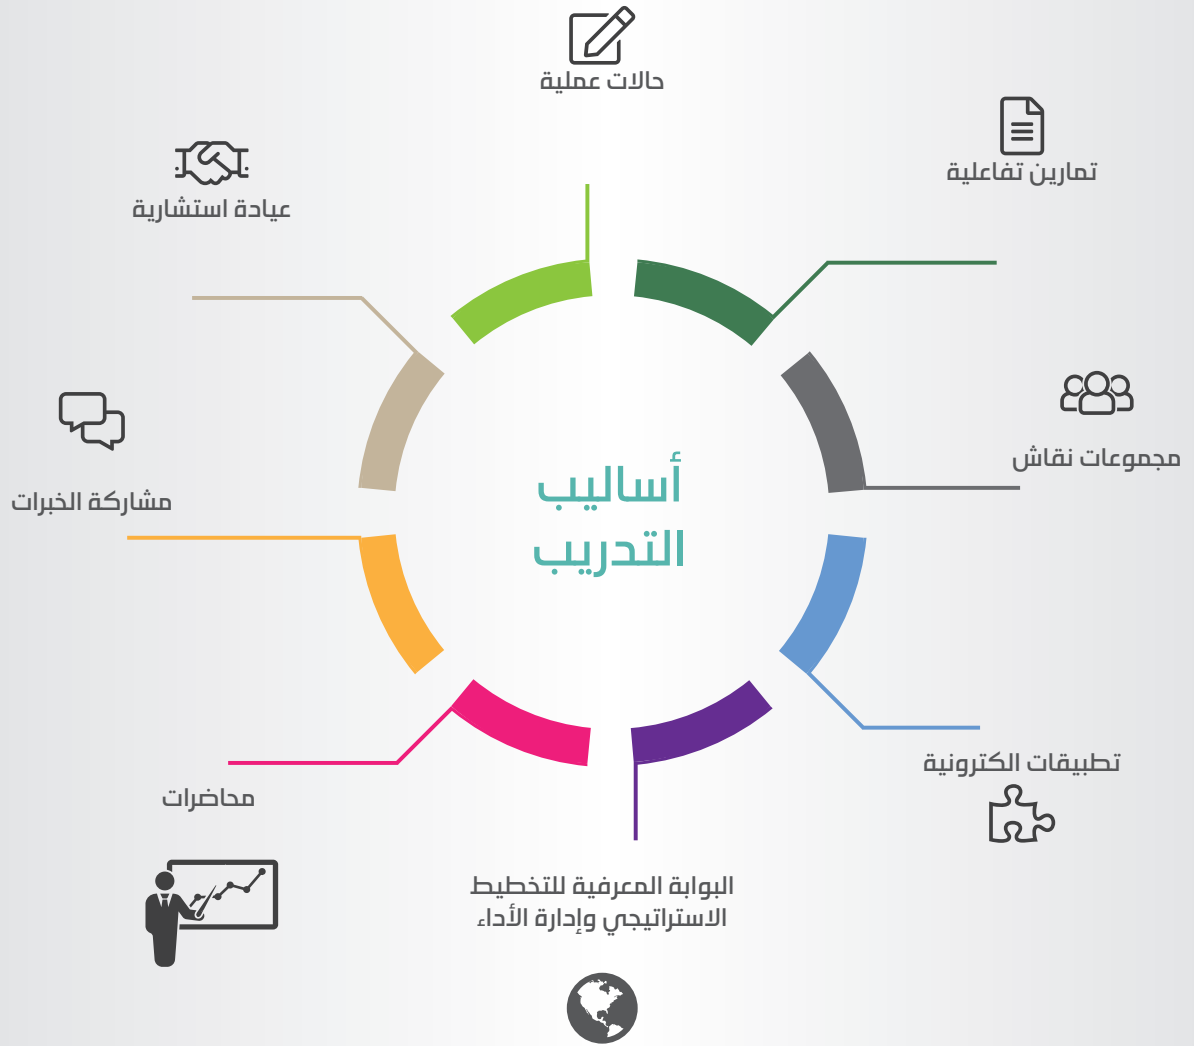 حالات عملية
تمارين تفاعلية
عيادة استشارية
مجموعات نقاش
مشاركة الخبرات
أساليب
التدريب
تطبيقات الكترونية
محاضرات
البوابة المعرفية للتخطيط
الاستراتيجي وإدارة الأداء